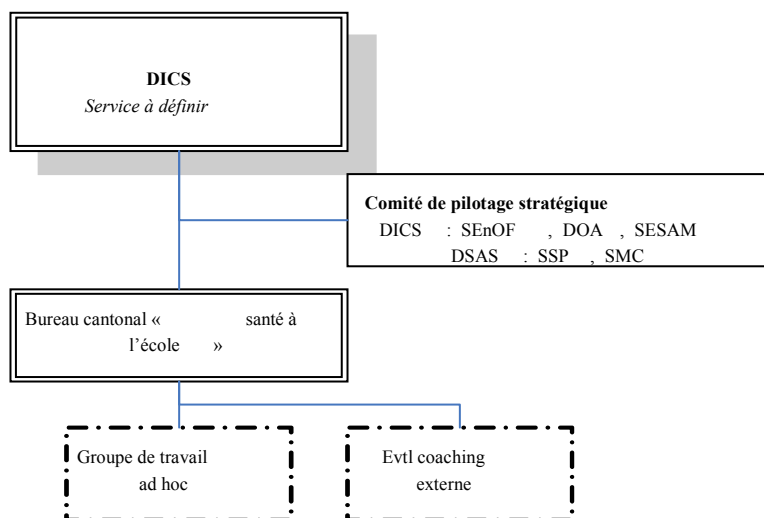 DICS
Service à définir
Comité de pilotage stratégique
DICS : SEnOF , DOA , SESAM
DSAS : SSP , SMC
Bureau cantonal « santé à
l’école »
Groupe de travail
ad hoc
Evtl coaching
externe